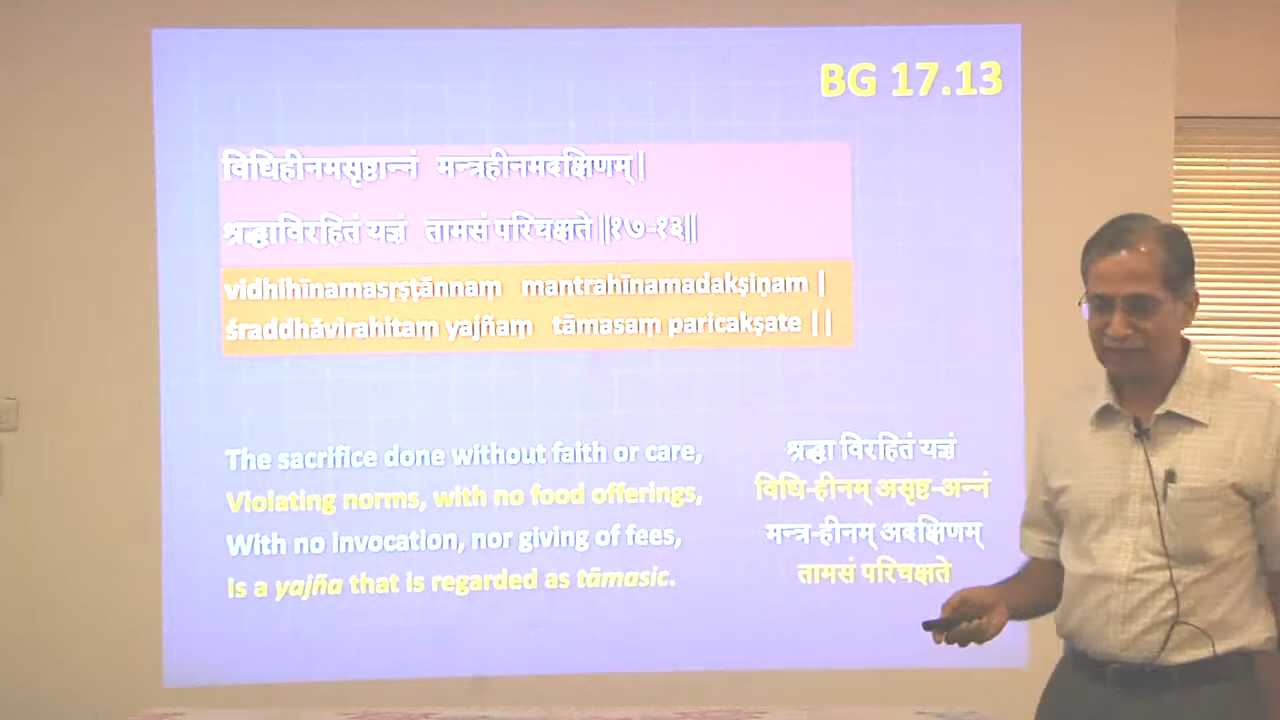 BG 17.13
विधिहीनमसृष्टान्नं मन्त्रहीनमदक्षिणम् |
श्रद्धाविरहितं यज्ञं तामसं परिचक्षते ||१७-१३||
vidhihīnamasṛṣṭānnaṃ mantrahīnamadakṣiṇam |
śraddhāvirahitaṃ yajñaṃ tāmasaṃ paricakṣate ||
The sacrifice done without faith or care,
Violating norms, with no food offerings,
With no invocation, nor giving of fees,
Is a yajña that is regarded as tāmasic.
श्रद्धा विरहितं यज्ञं
विधि-हीनम् असृष्ट-अन्नं
मन्त्र-हीनम् अदक्षिणम्
तामसं परिचक्षते